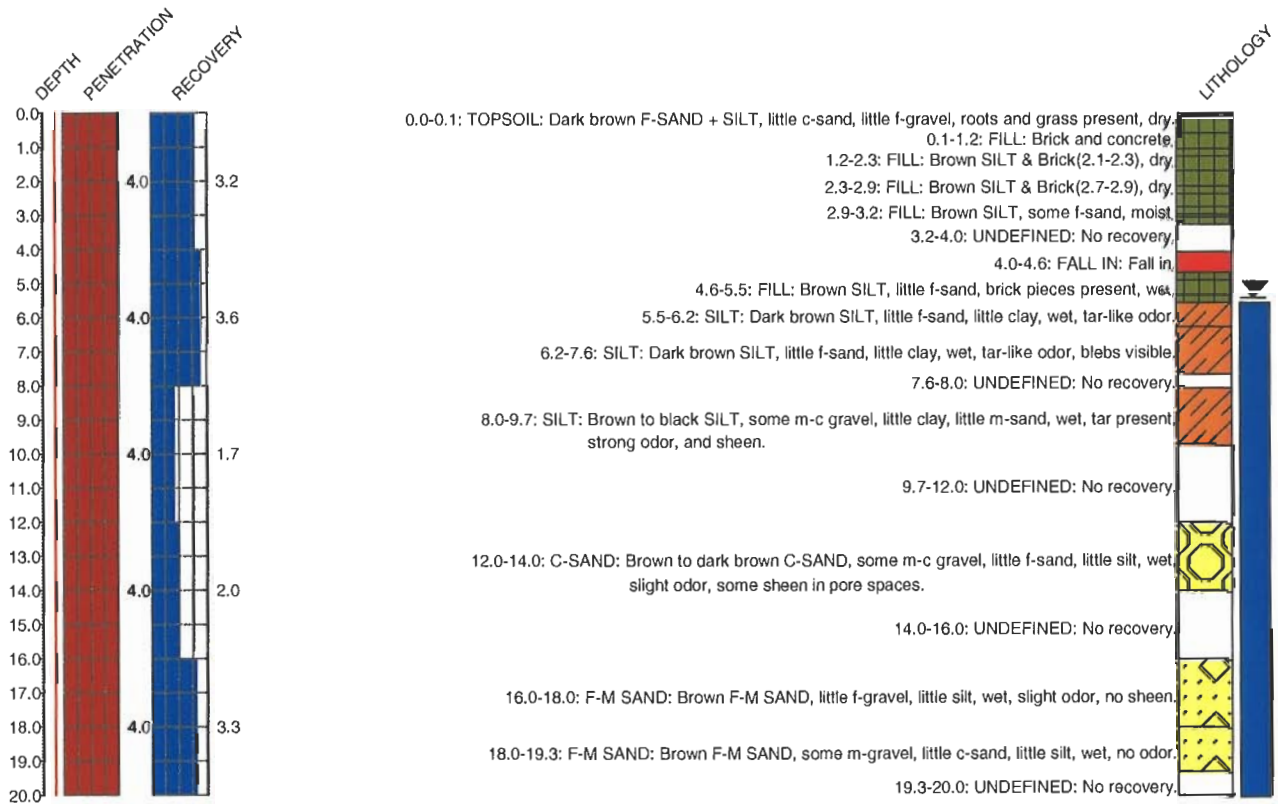 DEPTH
PENETRATION
RECOVERY
LITHOLOGY
0.0
1.0
2.0
3.0
4.0
5.0
6.0
7.0
8.0
9.0
10.0
11.0
12.0
13.0
14.0
15.0
16.0
17.0
18.0
19.0
20.0
4.0 3.2
4.0 3.6
4.0 1.7
4.0 2.0
4.0 3.3
0.0-0.1: TOPSOIL: Dark brown F-SAND + SILT, little c-sand, little f-gravel, roots and grass present, dry.
0.1-1.2: FILL: Brick and concrete,
1.2-2.3: FILL: Brown SILT & Brick(2.1-2.3), dry,
2.3-2.9: FILL: Brown SILT & Brick(2.7-2.9), dry,
2.9-3.2: FILL: Brown SILT, some f-sand, moist,
3.2-4.0: UNDEFINED: No recovery,
4.0-4.6: FALL IN: Fall in,
4.6-5.5: FILL: Brown SILT, little f-sand, brick pieces present, wet,
5.5-6.2: SILT: Dark brown SILT, little f-sand, little clay, wet, tar-like odor.
6.2-7.6: SILT: Dark brown SILT, little f-sand, little clay, wet, tar-like odor, blebs visible.
7.6-8.0: UNDEFINED: No recovery.
8.0-9.7: SILT: Brown to black SILT, some m-c gravel, little clay, little m-sand, wet, tar present,
strong odor, and sheen.
9.7-12.0: UNDEFINED: No recovery.
12.0-14.0: C-SAND: Brown to dark brown C-SAND, some m-c gravel, little f-sand, little silt, wet,
slight odor, some sheen in pore spaces.
14.0-16.0: UNDEFINED: No recovery.
16.0-18.0: F-M SAND: Brown F-M SAND, little f-gravel, little silt, wet, slight odor, no sheen.
18.0-19.3: F-M SAND: Brown F-M SAND, some m-gravel, little c-sand, little silt, wet, no odor.
19.3-20.0: UNDEFINED: No recovery.